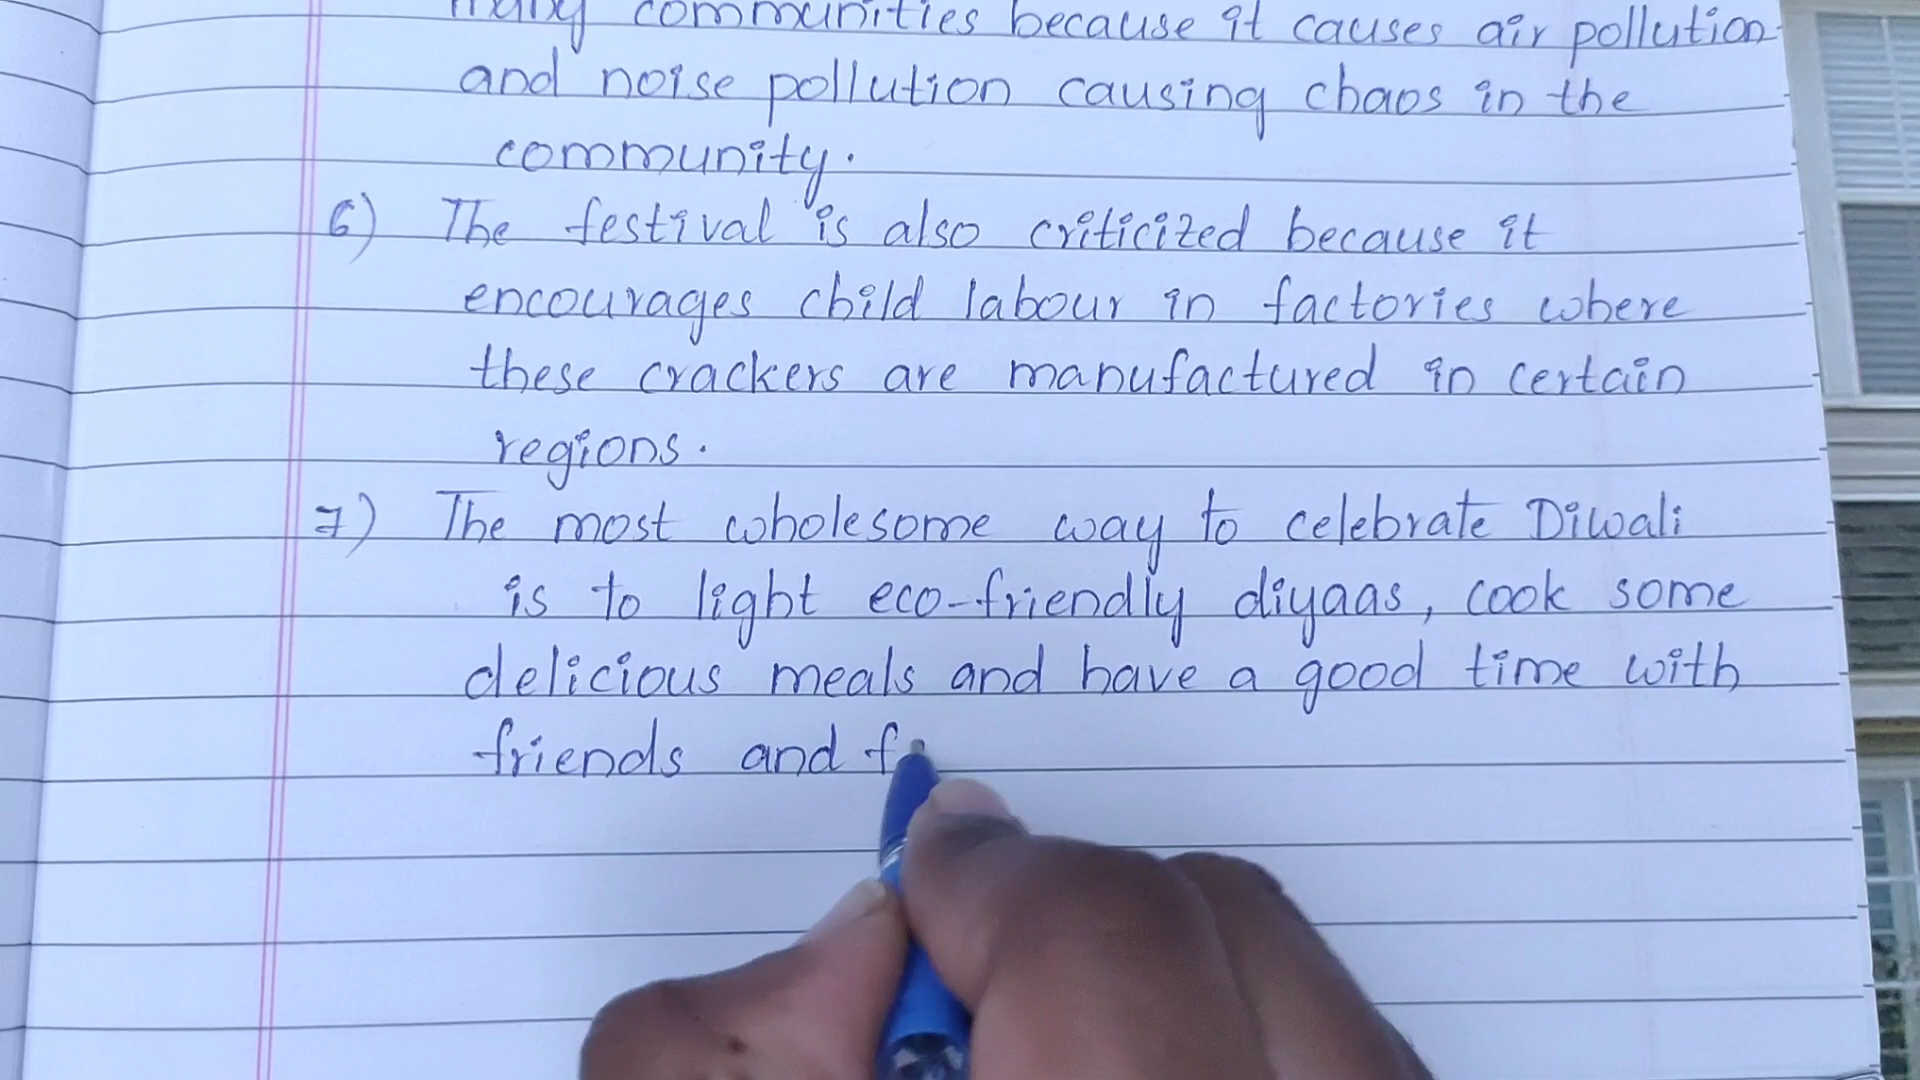 many communities because it causes air pollution
and noise pollution causing chaos in the
community.
6) The festival is also criticized because it
encourages child labour in factories where
these crackers are manufactured in certain
regions.
7) The most wholesome way to celebrate Diwali
is to light eco-friendly diyaas, cook some
delicious meals and have a good time with
friends and f